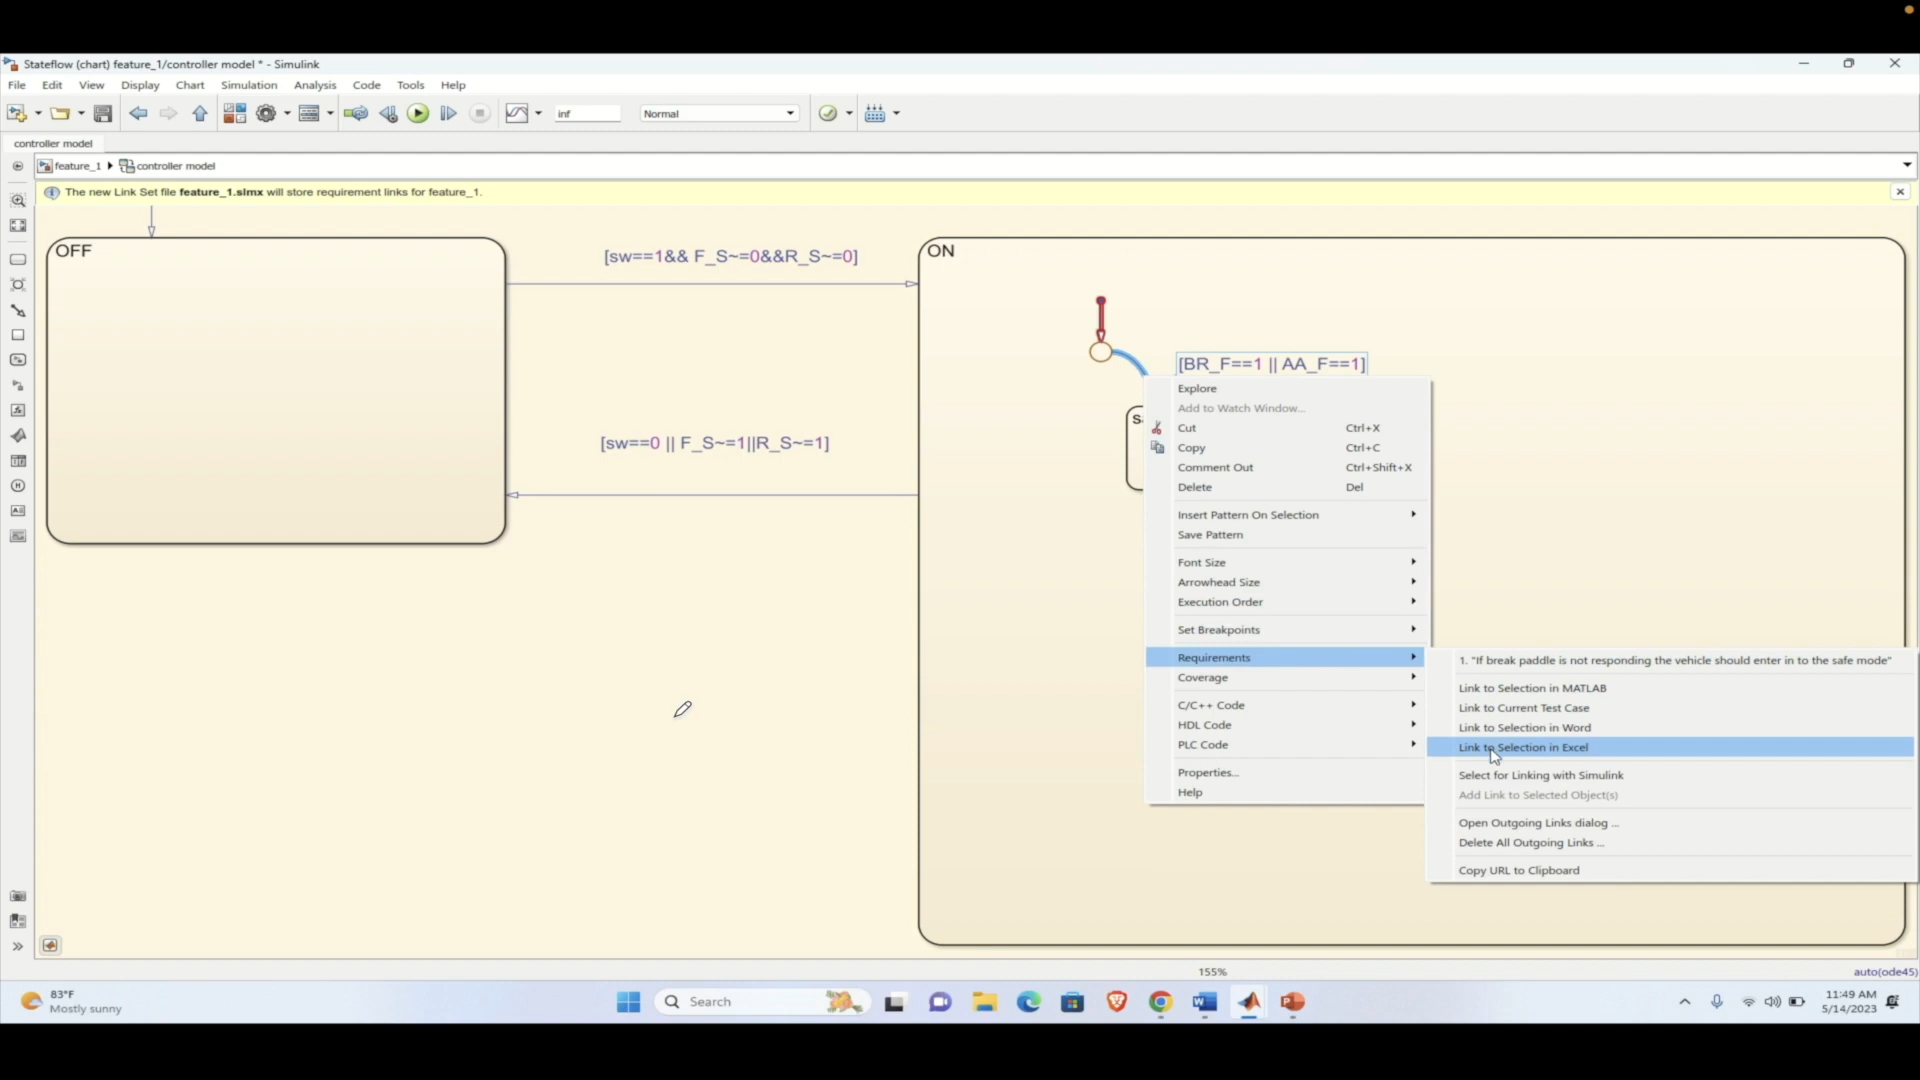 Stateflow (chart) feature_1/controller model * - Simulink
File Edit View Display Chart Simulation Analysis Code Tools Help
inf
Normal
controller model
feature_1 controller model
The new Link Set file feature_1.slmx will store requirement links for feature_1.
OFF
[sw==1&& F_S~=0&&R_S~=0]
ON
[BR_F==1 || AA_F==1]
[sw==0 || F_S~=1||R_S~=1]
Explore
Add to Watch Window...
Cut Ctrl+X
Copy Ctrl+C
Comment Out Ctrl+Shift+X
Delete Del
Insert Pattern On Selection
Save Pattern
Font Size
Arrowhead Size
Execution Order
Set Breakpoints
Requirements
Coverage
C/C++ Code
HDL Code
PLC Code
Properties...
Help
1. "If break paddle is not responding the vehicle should enter in to the safe mode"
Link to Selection in MATLAB
Link to Current Test Case
Link to Selection in Word
Link to Selection in Excel
Select for Linking with Simulink
Add Link to Selected Object(s)
Open Outgoing Links dialog ...
Delete All Outgoing Links ...
Copy URL to Clipboard
155%
auto(ode45)
83°F
Mostly sunny
Search
11:49 AM
5/14/2023